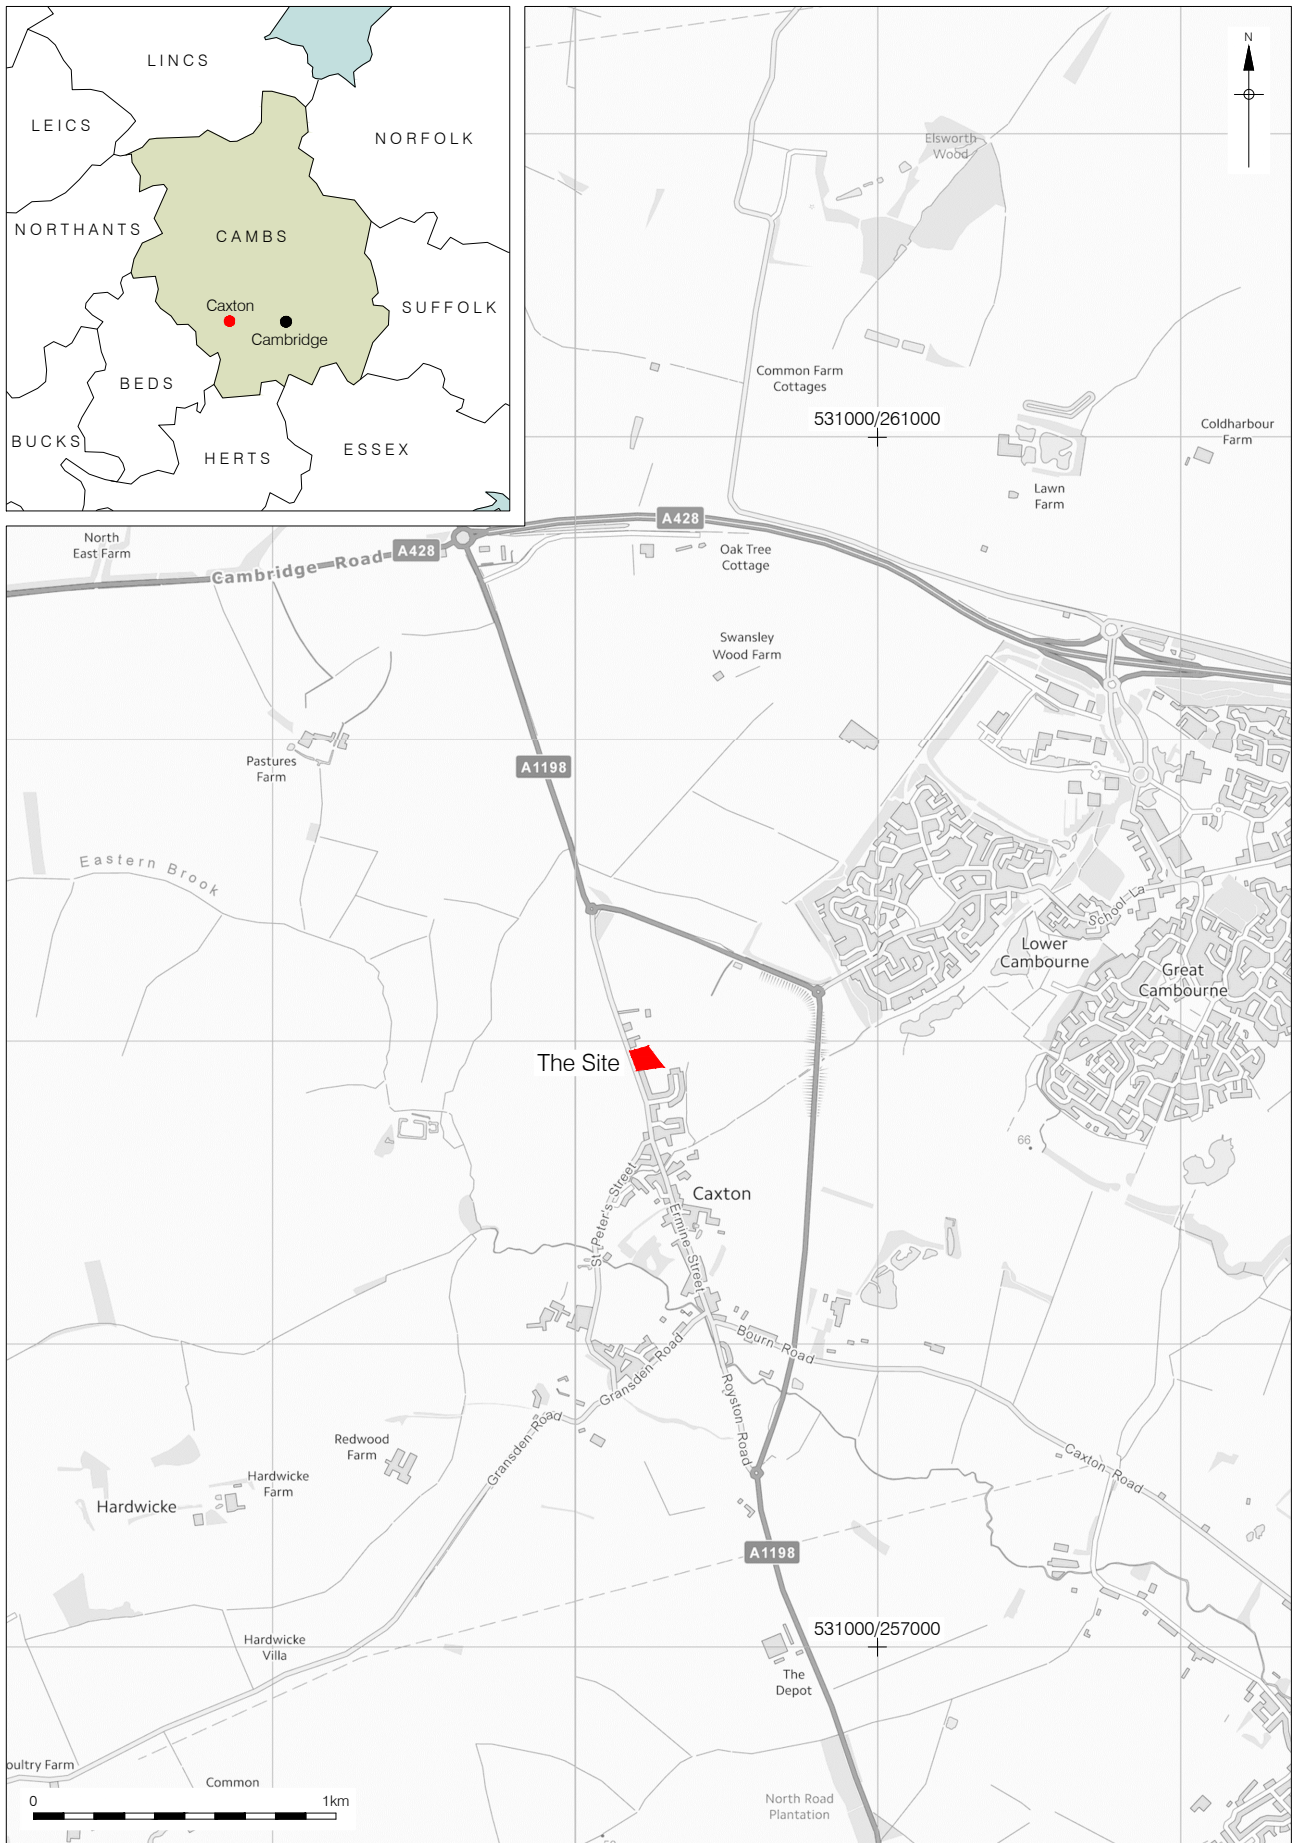 LINCS
LEICS
NORFOLK
NORTHANTS
CAMBS
SUFFOLK
Caxton
Cambridge
BEDS
BUCKS
HERTS
ESSEX
N
Elsworth
Wood
Common Farm
Cottages
531000/261000
Coldharbour
Farm
Lawn
Farm
North
East Farm
Cambridge Road
A428
A428
Oak Tree
Cottage
Swansley
Wood Farm
Pastures
Farm
A1198
Eastern Brook
School La
Lower
Cambourne
Great
Cambourne
The Site
66
St Peter's Street
Caxton
Ermine Street
Bourn Road
Gransden Road
Royston Road
Gransden Road
Redwood
Farm
Hardwicke
Farm
Hardwicke
Caxton Road
A1198
531000/257000
Hardwicke
Villa
The
Depot
oultry Farm
Common
North Road
Plantation
0
1km